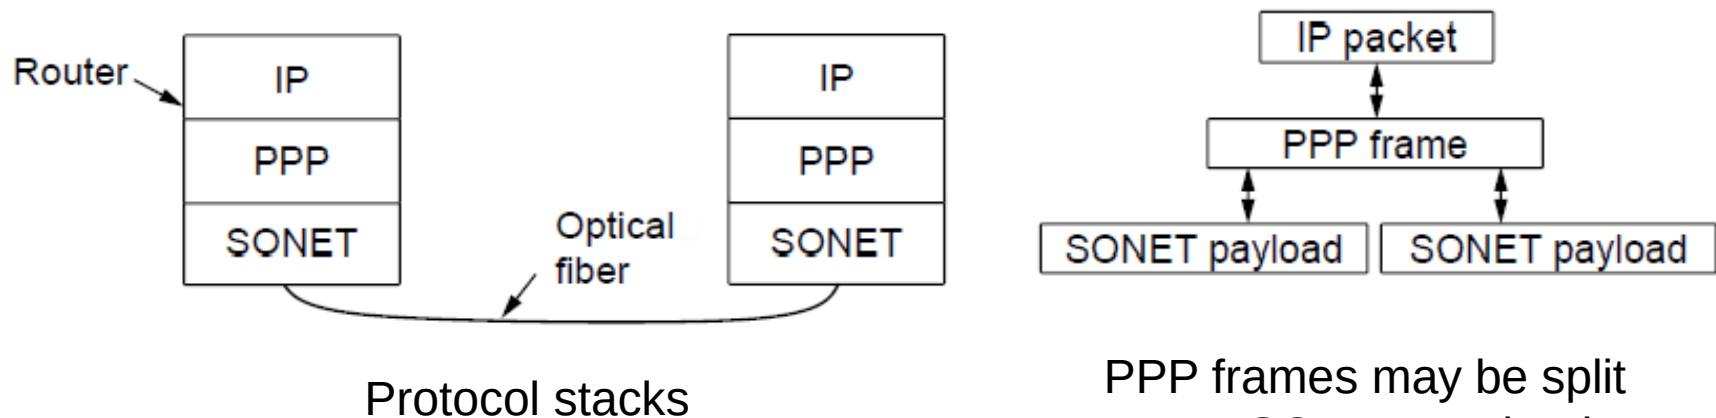 Router
IP
PPP
SONET
Optical
fiber
IP
PPP
SONET
Protocol stacks
IP packet
PPP frame
SONET payload
SONET payload
PPP frames may be split